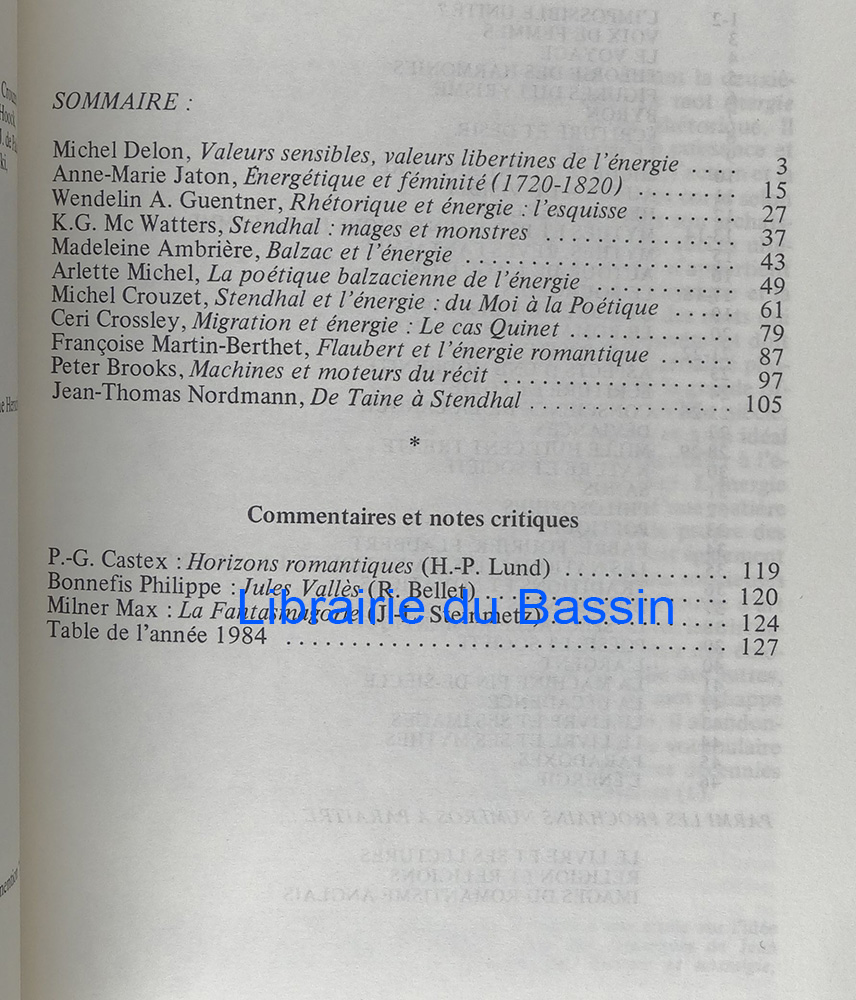 SOMMAIRE :
Michel Delon, Valeurs sensibles, valeurs libertines de l'énergie .... 3
Anne-Marie Jaton, Énergétique et féminité (1720-1820) ........ 15
Wendelin A. Guentner, Rhétorique et énergie : l'esquisse ........ 27
K.G. Mc Watters, Stendhal : mages et monstres ............... 37
Madeleine Ambrière, Balzac et l'énergie ..................... 43
Arlette Michel, La poétique balzacienne de l'énergie ........... 49
Michel Crouzet, Stendhal et l'énergie : du Moi à la Poétique ..... 61
Ceri Crossley, Migration et énergie : Le cas Quinet ............. 79
Françoise Martin-Berthet, Flaubert et l'énergie romantique ...... 87
Peter Brooks, Machines et moteurs du récit .................. 97
Jean-Thomas Nordmann, De Taine à Stendhal ................ 105
*
Commentaires et notes critiques
P.-G. Castex : Horizons romantiques (H.-P. Lund) ............. 119
Bonnefis Philippe : Jules Vallès (R. Bellet) .................... 120
Librairie du Bassin
Milner Max : La Fantasmagorie (J.-L. Steinmetz) .............. 124
Table de l'année 1984 .................................. 127